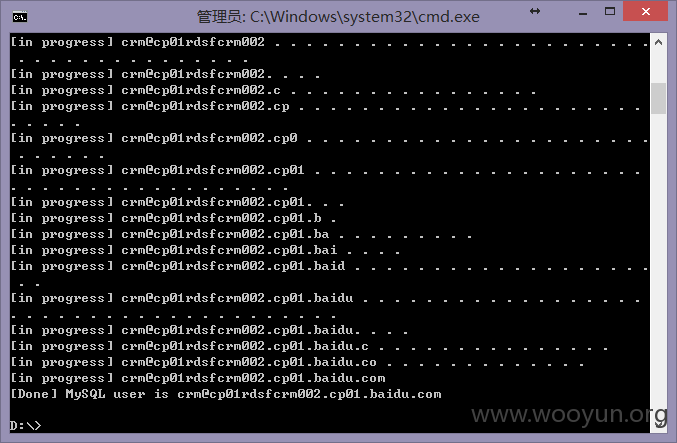 管理员: C:\Windows\system32\cmd.exe
[in progress] crm@cp01rdsfcrm002 . . . . . . . . . . . . . . . . . . . . . . . .
. . . . . . . . . . . . . . .
[in progress] crm@cp01rdsfcrm002. . . .
[in progress] crm@cp01rdsfcrm002.c . . . . . . . . . . . . . . . .
[in progress] crm@cp01rdsfcrm002.cp . . . . . . . . . . . . . . . . . . . . . .
. . . . .
[in progress] crm@cp01rdsfcrm002.cp0 . . . . . . . . . . . . . . . . . . . . . .
. . . . . .
[in progress] crm@cp01rdsfcrm002.cp01 . . . . . . . . . . . . . . . . . . . . .
. . . . . . . . . . . . . . . . . .
[in progress] crm@cp01rdsfcrm002.cp01. . .
[in progress] crm@cp01rdsfcrm002.cp01.b .
[in progress] crm@cp01rdsfcrm002.cp01.ba . . . . . . . . .
[in progress] crm@cp01rdsfcrm002.cp01.bai . . . .
[in progress] crm@cp01rdsfcrm002.cp01.baid . . . . . . . . . . . . . . . . . . .
. .
[in progress] crm@cp01rdsfcrm002.cp01.baidu . . . . . . . . . . . . . . . . . .
. . . . . . . . . . . . . . . . . . . . .
[in progress] crm@cp01rdsfcrm002.cp01.baidu. . . .
[in progress] crm@cp01rdsfcrm002.cp01.baidu.c . . . . . . . . . . . . . . .
[in progress] crm@cp01rdsfcrm002.cp01.baidu.co . . . . . . . . . . . . .
[in progress] crm@cp01rdsfcrm002.cp01.baidu.com
[Done] MySQL user is crm@cp01rdsfcrm002.cp01.baidu.com
www.wooyun.org
D:\>